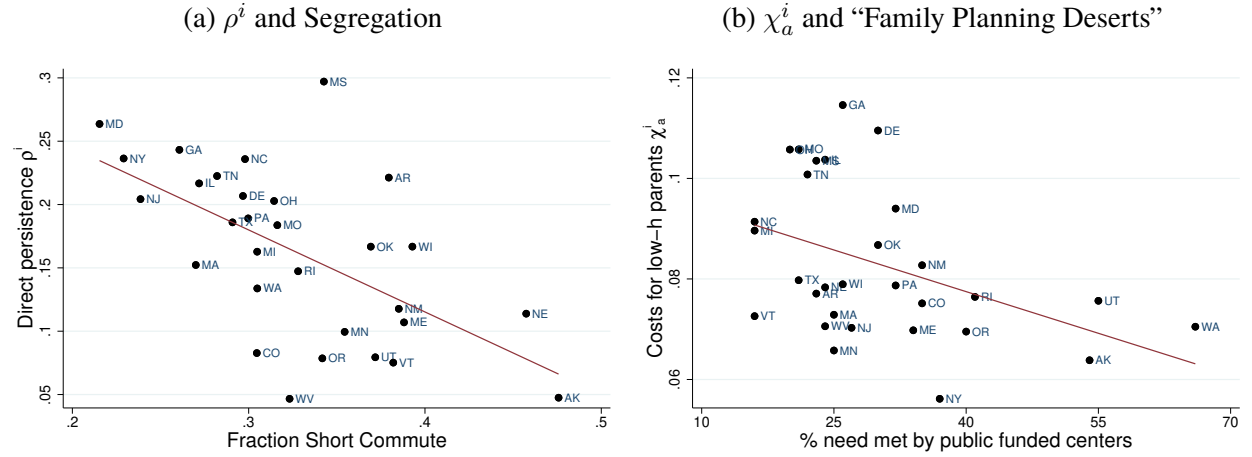 (a) ρ^i and Segregation
Direct persistence ρ^i
.3
.25
.2
.15
.1
.05
MS
MD
NY
GA
NC
TN
AR
IL
NJ
DE
OH
PA
TX
MO
OK
WI
MI
MA
RI
WA
NM
NE
ME
MN
CO
OR
UT
VT
WV
AK
.2
.3
.4
.5
Fraction Short Commute
(b) χ_a^i and “Family Planning Deserts”
Costs for low–h parents χ_a^i
.12
.1
.08
.06
GA
DE
MO
IL
TN
MD
NC
MI
OK
NM
TX
NE
WI
PA
AR
RI
UT
CO
VT
MA
WV
NJ
ME
OR
WA
MN
AK
NY
10
25
40
55
70
% need met by public funded centers